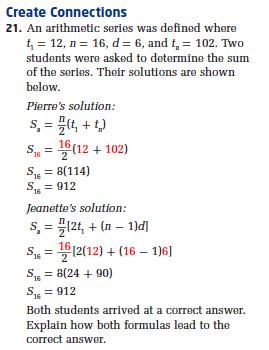 Create Connections
21. An arithmetic series was defined where
t₁ = 12, n = 16, d = 6, and tₙ = 102. Two
students were asked to determine the sum
of the series. Their solutions are shown
below.
Pierre's solution:
Sₙ = n/2(t₁ + tₙ)
S₁₆ = 16/2(12 + 102)
S₁₆ = 8(114)
S₁₆ = 912
Jeanette's solution:
Sₙ = n/2[2t₁ + (n – 1)d]
S₁₆ = 16/2[2(12) + (16 – 1)6]
S₁₆ = 8(24 + 90)
S₁₆ = 912
Both students arrived at a correct answer.
Explain how both formulas lead to the
correct answer.